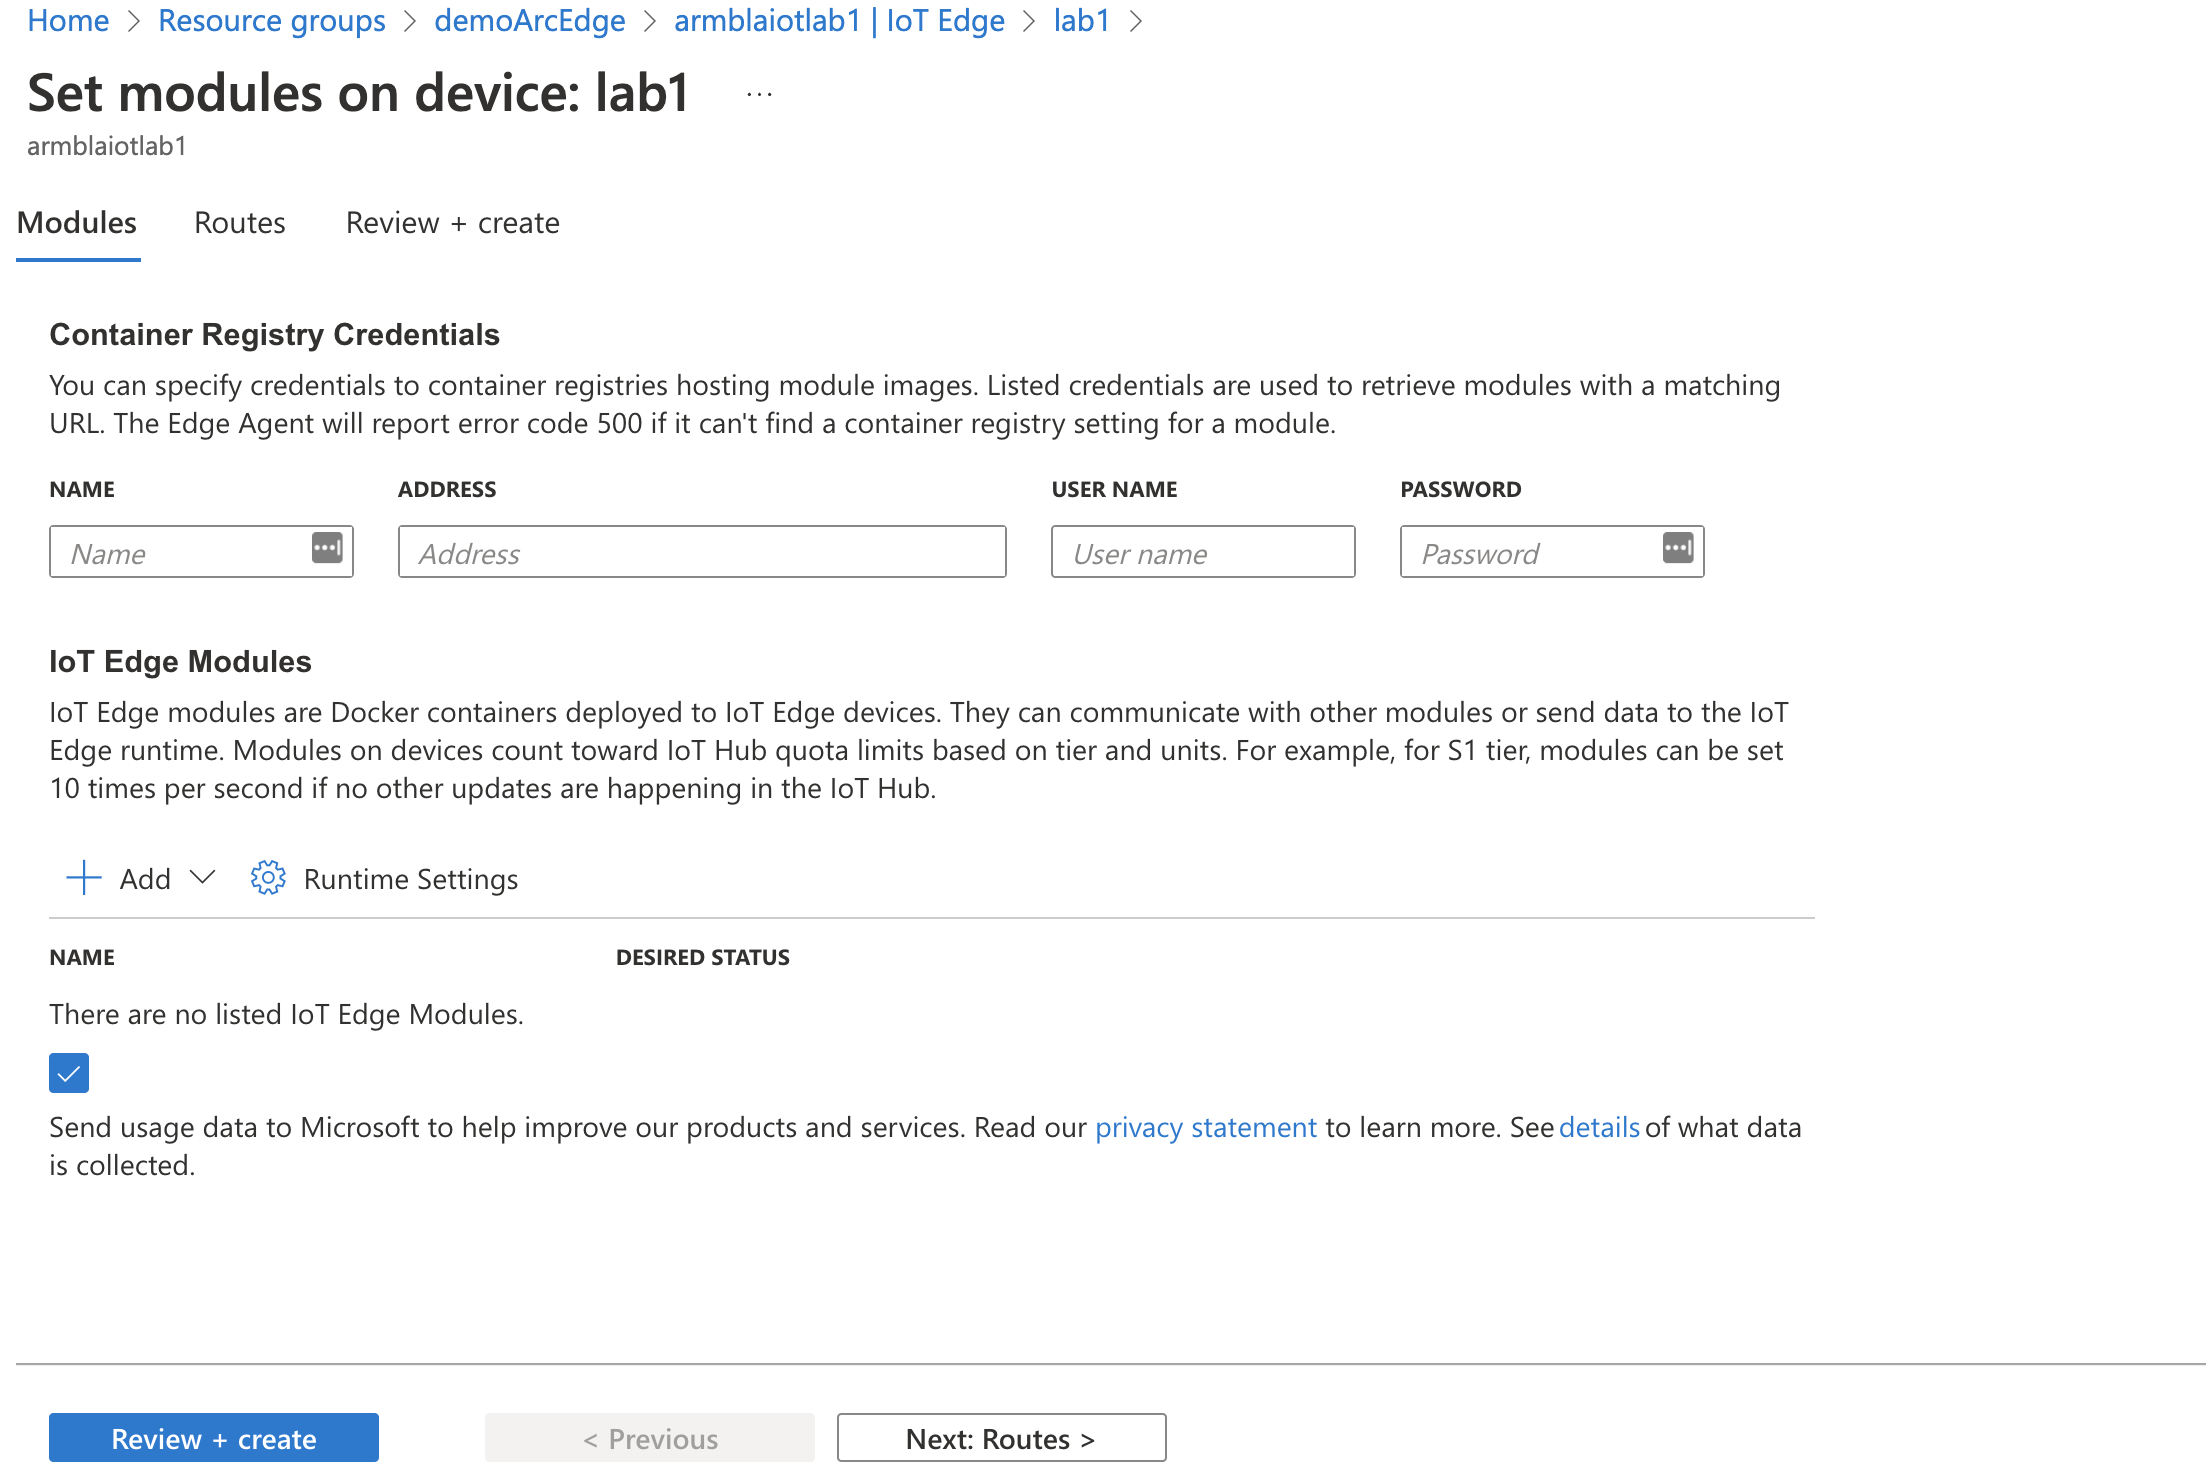 Home > Resource groups > demoArcEdge > armblaiotlab1 | IoT Edge > lab1 >
Set modules on device: lab1 ...
armblaiotlab1
Modules Routes Review + create
Container Registry Credentials
You can specify credentials to container registries hosting module images. Listed credentials are used to retrieve modules with a matching
URL. The Edge Agent will report error code 500 if it can't find a container registry setting for a module.
NAME ADDRESS USER NAME PASSWORD
Name Address User name Password
IoT Edge Modules
IoT Edge modules are Docker containers deployed to IoT Edge devices. They can communicate with other modules or send data to the IoT
Edge runtime. Modules on devices count toward IoT Hub quota limits based on tier and units. For example, for S1 tier, modules can be set
10 times per second if no other updates are happening in the IoT Hub.
Add Runtime Settings
NAME DESIRED STATUS
There are no listed IoT Edge Modules.
Send usage data to Microsoft to help improve our products and services. Read our privacy statement to learn more. See details of what data
is collected.
Review + create < Previous Next: Routes >